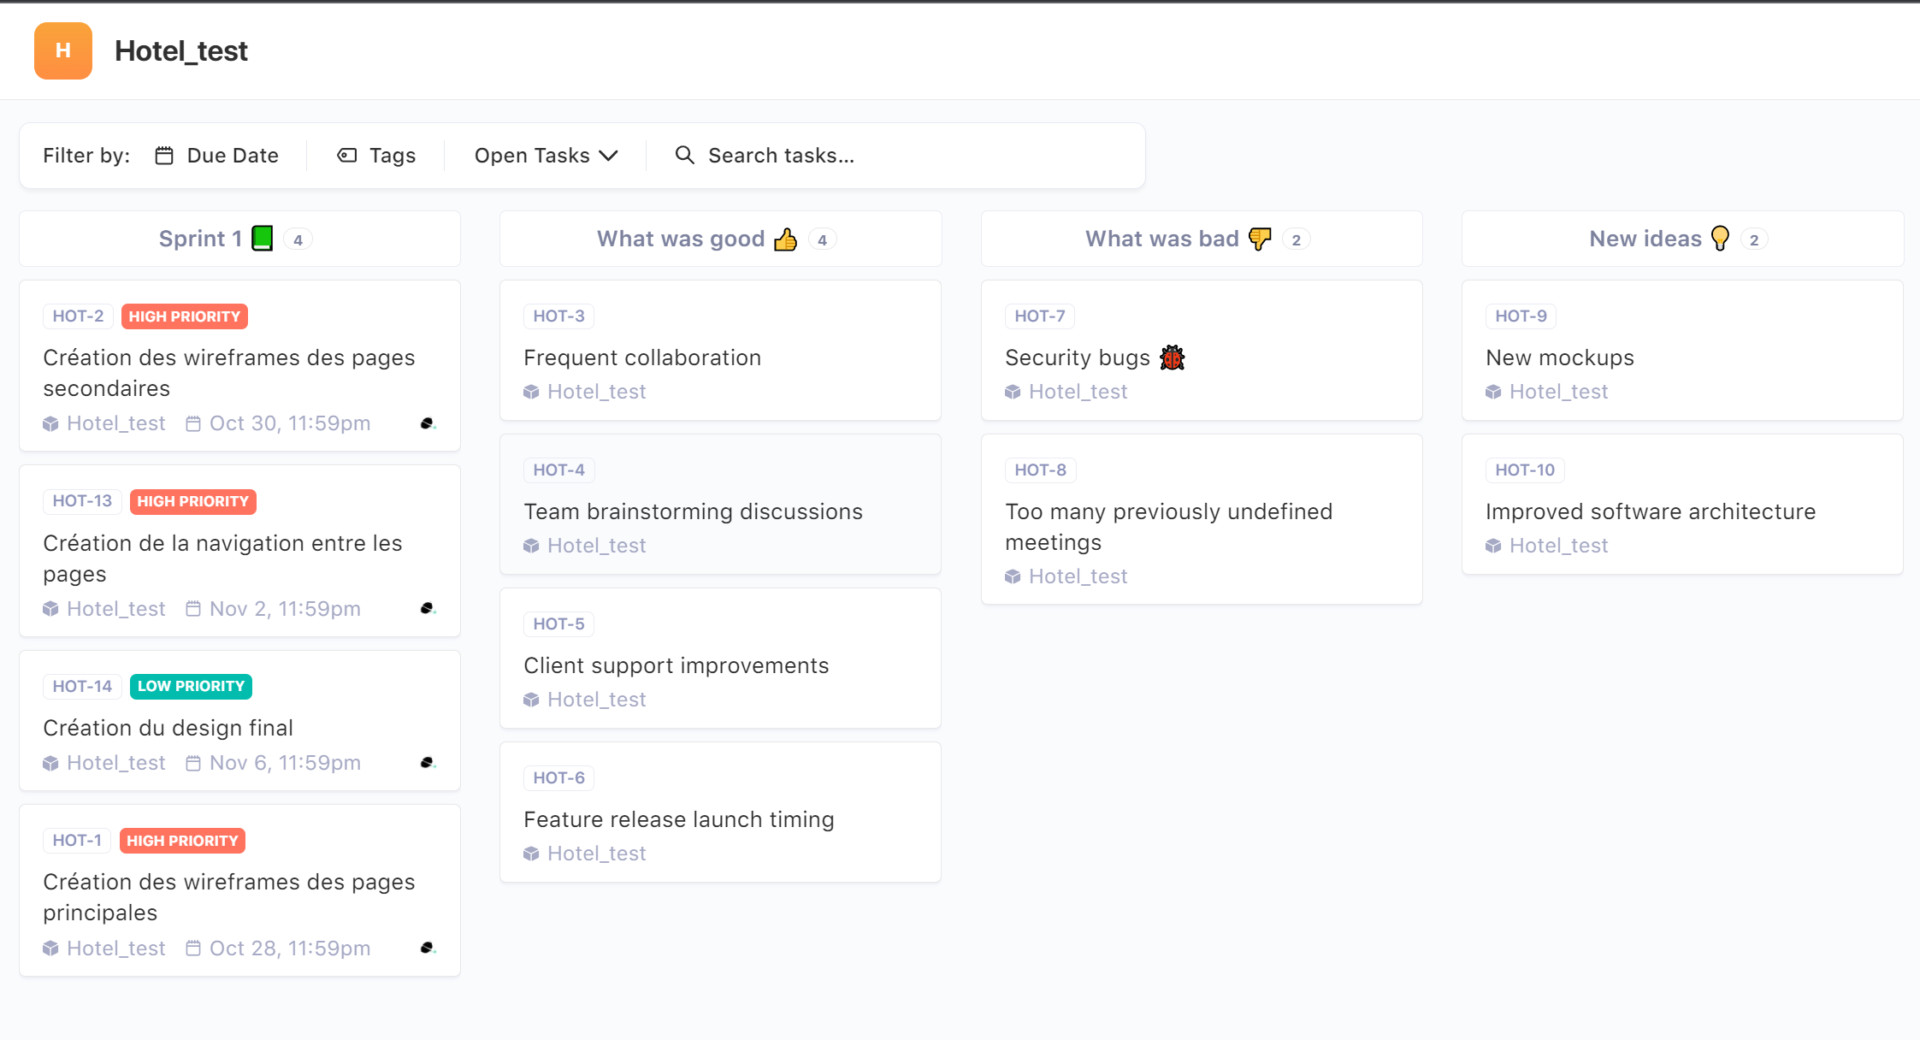 H
Hotel_test
Filter by: Due Date Tags Open Tasks Search tasks...
Sprint 1 4
HOT-2 HIGH PRIORITY
Création des wireframes des pages
secondaires
Hotel_test Oct 30, 11:59pm
HOT-13 HIGH PRIORITY
Création de la navigation entre les
pages
Hotel_test Nov 2, 11:59pm
HOT-14 LOW PRIORITY
Création du design final
Hotel_test Nov 6, 11:59pm
HOT-1 HIGH PRIORITY
Création des wireframes des pages
principales
Hotel_test Oct 28, 11:59pm
What was good 👍 4
HOT-3
Frequent collaboration
Hotel_test
HOT-4
Team brainstorming discussions
Hotel_test
HOT-5
Client support improvements
Hotel_test
HOT-6
Feature release launch timing
Hotel_test
What was bad 👎 2
HOT-7
Security bugs 🐞
Hotel_test
HOT-8
Too many previously undefined
meetings
Hotel_test
New ideas 💡 2
HOT-9
New mockups
Hotel_test
HOT-10
Improved software architecture
Hotel_test